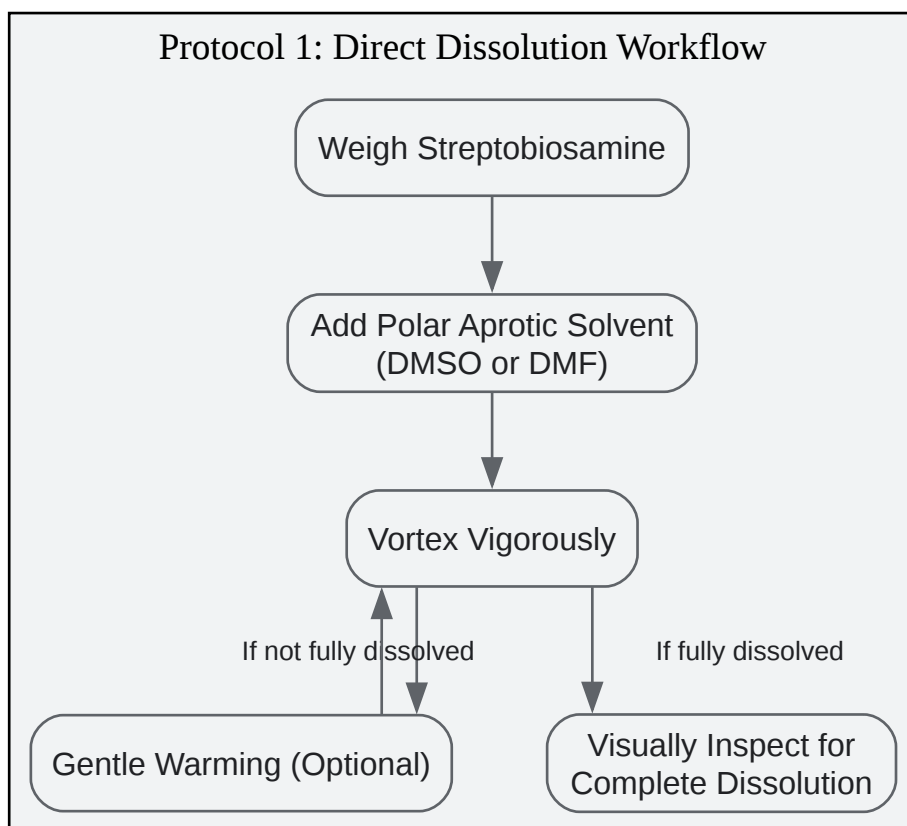 Protocol 1: Direct Dissolution Workflow
Weigh Streptobiosamine
Add Polar Aprotic Solvent
(DMSO or DMF)
Vortex Vigorously
If not fully dissolved
If fully dissolved
Gentle Warming (Optional)
Visually Inspect for
Complete Dissolution